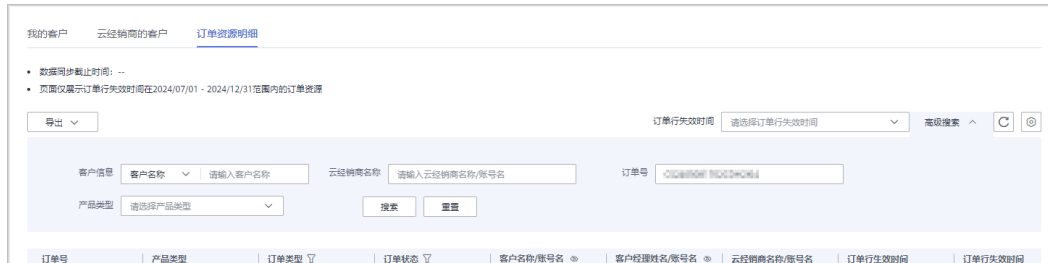 我的客户 云经销商的客户 订单资源明细
数据同步截止时间：--
页面仅展示订单行失效时间在2024/07/01 - 2024/12/31范围内的订单资源
导出 订单行失效时间 请选择订单行失效时间 高级搜索
客户信息 客户名称 请输入客户名称 云经销商名称 请输入云经销商名称/账号名 订单号
产品类型 请选择产品类型 搜索 重置
订单号 产品类型 订单类型 订单状态 客户名称/账号名 客户经理姓名/账号名 云经销商名称/账号名 订单行生效时间 订单行失效时间